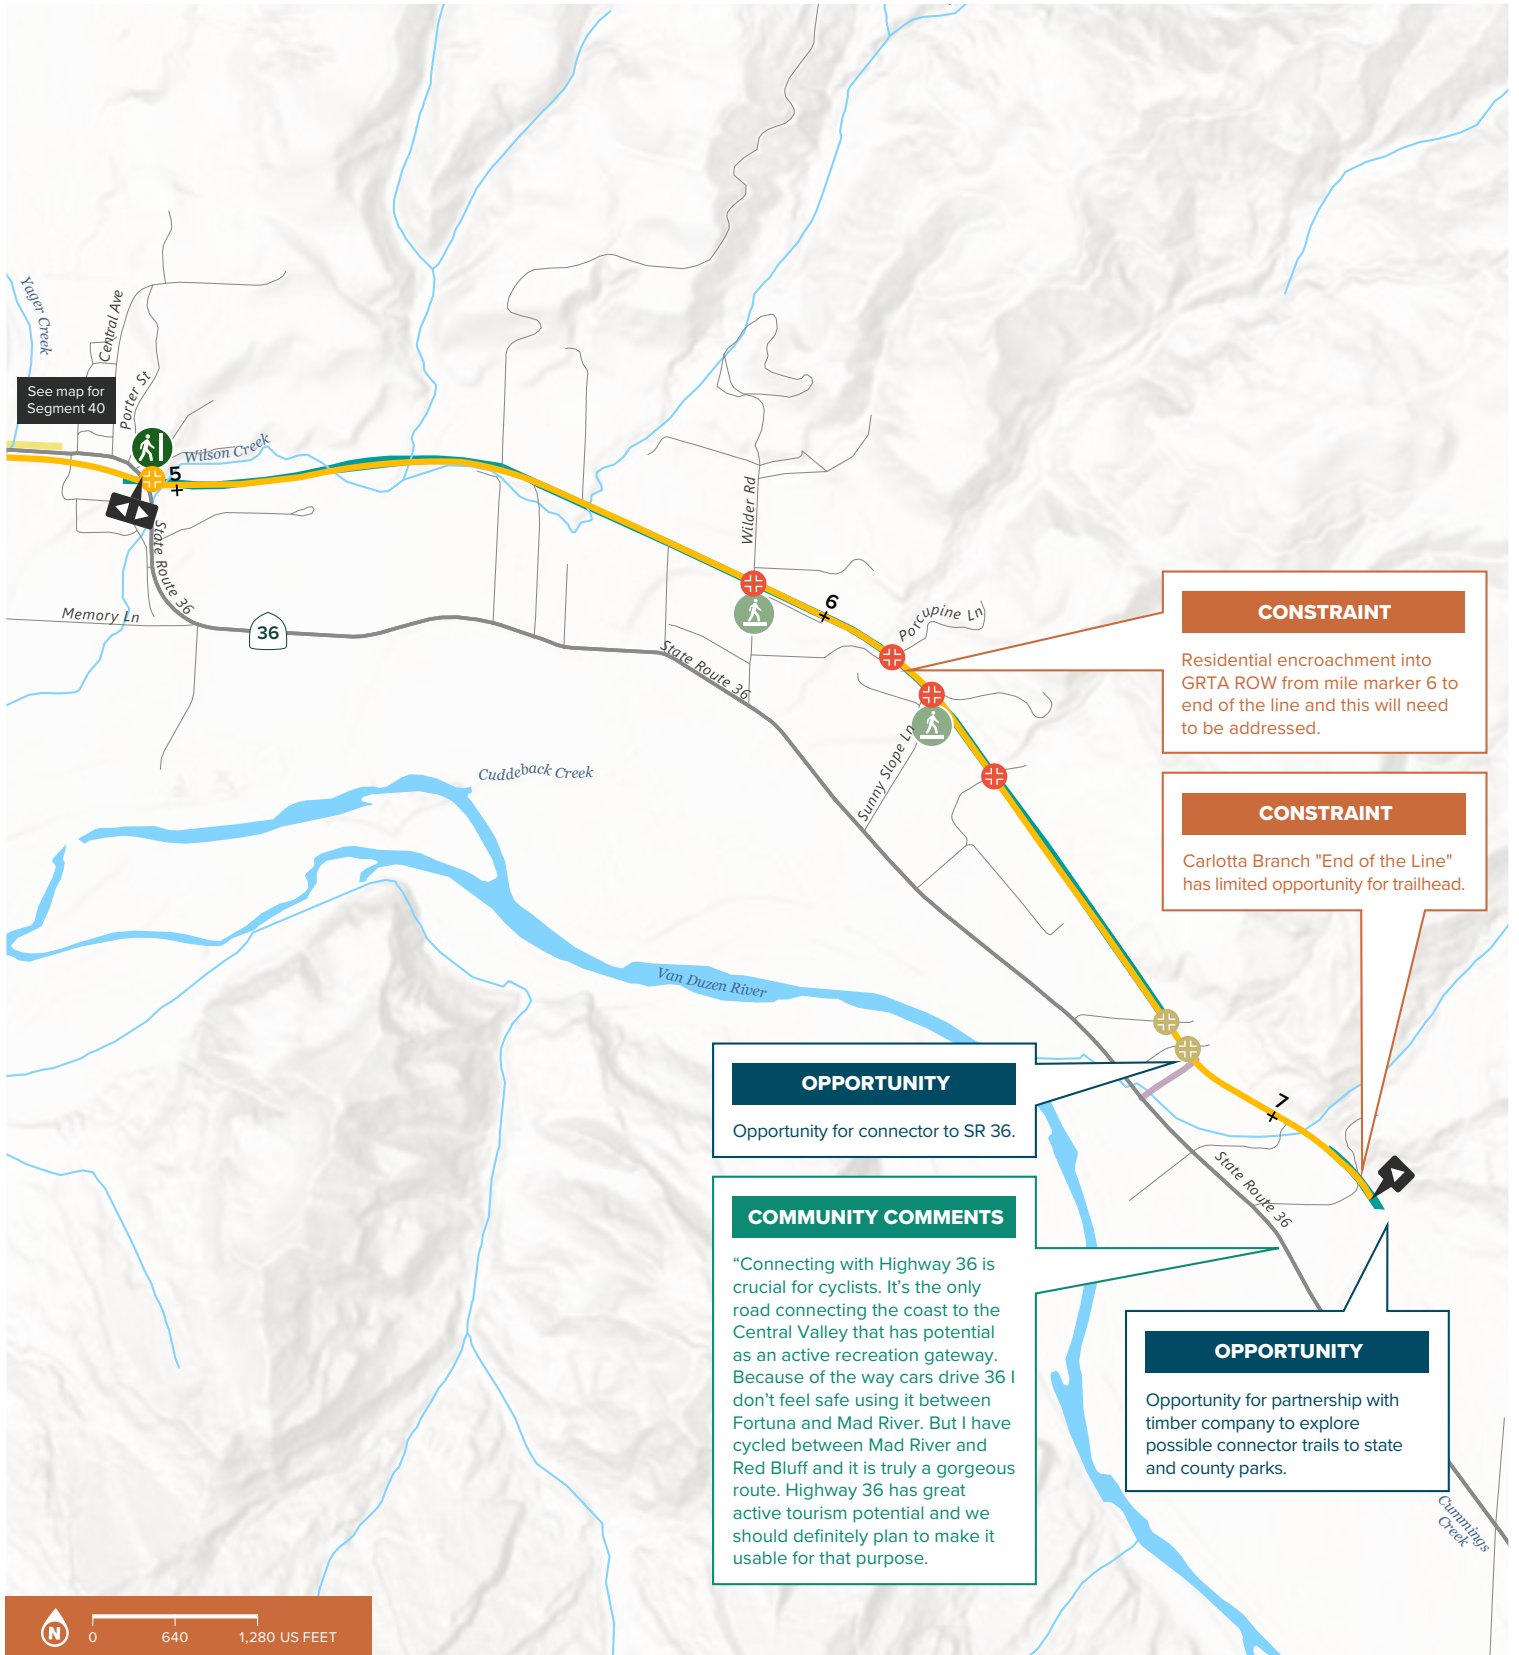 Yager Creek
Central Ave
Porter St
See map for
Segment 40
Wilson Creek
5
State Route 36
Memory Ln
36
Wilder Rd
6
Porcupine Ln
State Route 36
Sunny Slope Ln
Cuddeback Creek
Van Duzen River
CONSTRAINT
Residential encroachment into
GRTA ROW from mile marker 6 to
end of the line and this will need
to be addressed.
CONSTRAINT
Carlotta Branch "End of the Line"
has limited opportunity for trailhead.
OPPORTUNITY
Opportunity for connector to SR 36.
7
State Route 36
COMMUNITY COMMENTS
“Connecting with Highway 36 is
crucial for cyclists. It’s the only
road connecting the coast to the
Central Valley that has potential
as an active recreation gateway.
Because of the way cars drive 36 I
don’t feel safe using it between
Fortuna and Mad River. But I have
cycled between Mad River and
Red Bluff and it is truly a gorgeous
route. Highway 36 has great
active tourism potential and we
should definitely plan to make it
usable for that purpose.
OPPORTUNITY
Opportunity for partnership with
timber company to explore
possible connector trails to state
and county parks.
Cummings
Creek
N
0 640 1,280 US FEET